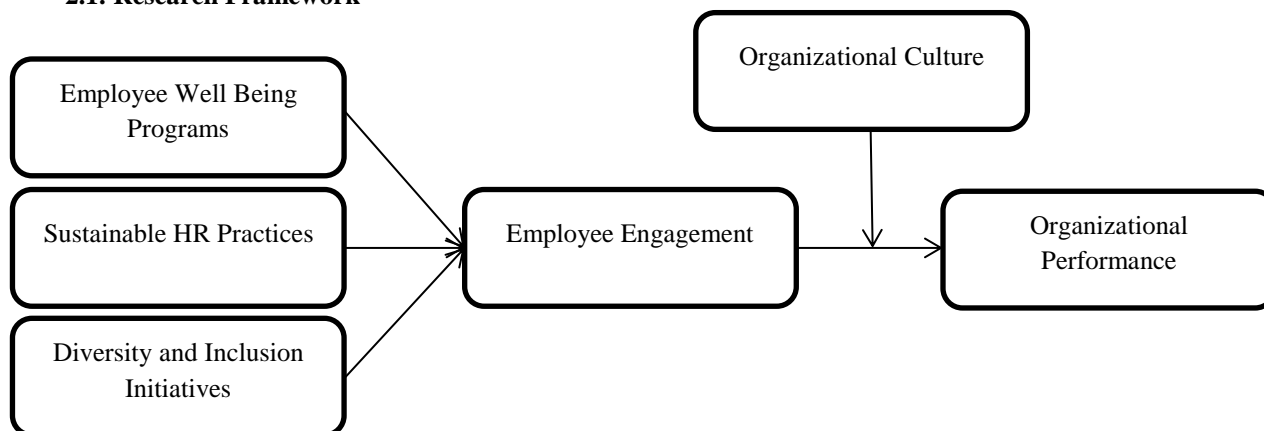 2.1. Research Framework
Organizational Culture
Employee Well Being
Programs
Sustainable HR Practices
Employee Engagement
Organizational
Performance
Diversity and Inclusion
Initiatives